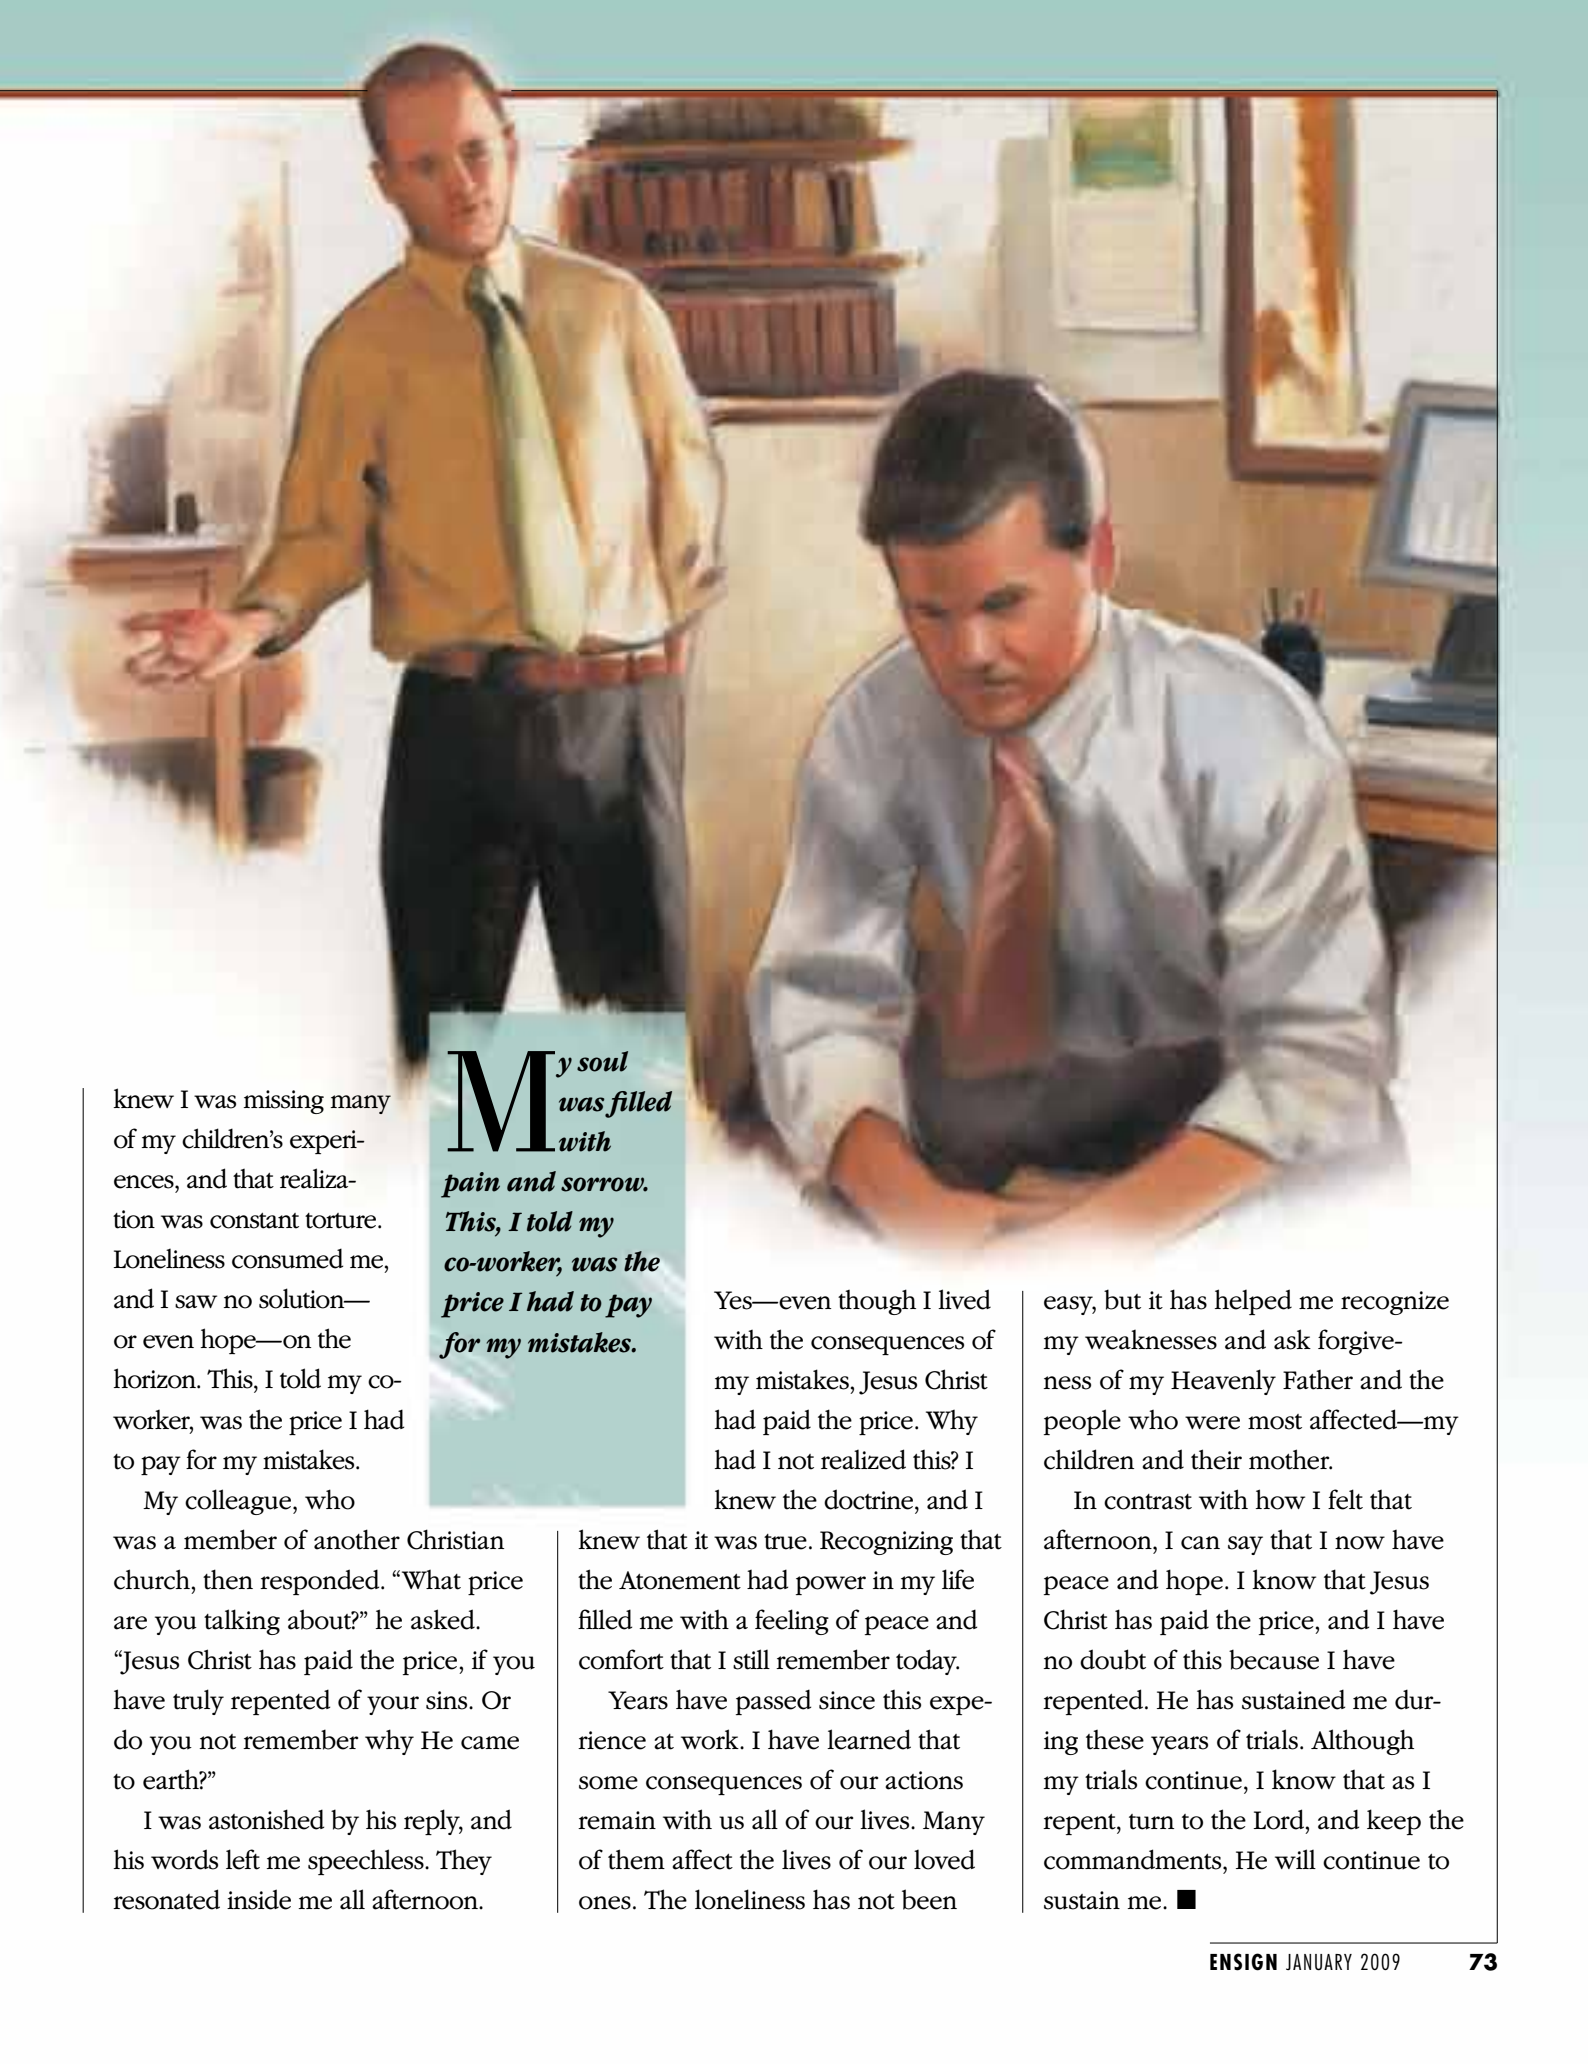 knew I was missing many
of my children's experi-
ences, and that realiza-
tion was constant torture.
Loneliness consumed me,
and I saw no solution—
or even hope—on the
horizon. This, I told my co-
worker, was the price I had
to pay for my mistakes.
My colleague, who
was a member of another Christian
church, then responded. “What price
are you talking about?” he asked.
“Jesus Christ has paid the price, if you
have truly repented of your sins. Or
do you not remember why He came
to earth?”
I was astonished by his reply, and
his words left me speechless. They
resonated inside me all afternoon.
My soul
was filled
with
pain and sorrow.
This, I told my
co-worker, was the
price I had to pay
for my mistakes.
Yes—even though I lived
with the consequences of
my mistakes, Jesus Christ
had paid the price. Why
had I not realized this? I
knew the doctrine, and I
knew that it was true. Recognizing that
the Atonement had power in my life
filled me with a feeling of peace and
comfort that I still remember today.
Years have passed since this expe-
rience at work. I have learned that
some consequences of our actions
remain with us all of our lives. Many
of them affect the lives of our loved
ones. The loneliness has not been
easy, but it has helped me recognize
my weaknesses and ask forgive-
ness of my Heavenly Father and the
people who were most affected—my
children and their mother.
In contrast with how I felt that
afternoon, I can say that I now have
peace and hope. I know that Jesus
Christ has paid the price, and I have
no doubt of this because I have
repented. He has sustained me dur-
ing these years of trials. Although
my trials continue, I know that as I
repent, turn to the Lord, and keep the
commandments, He will continue to
sustain me. ■
ENSIGN JANUARY 2009 73